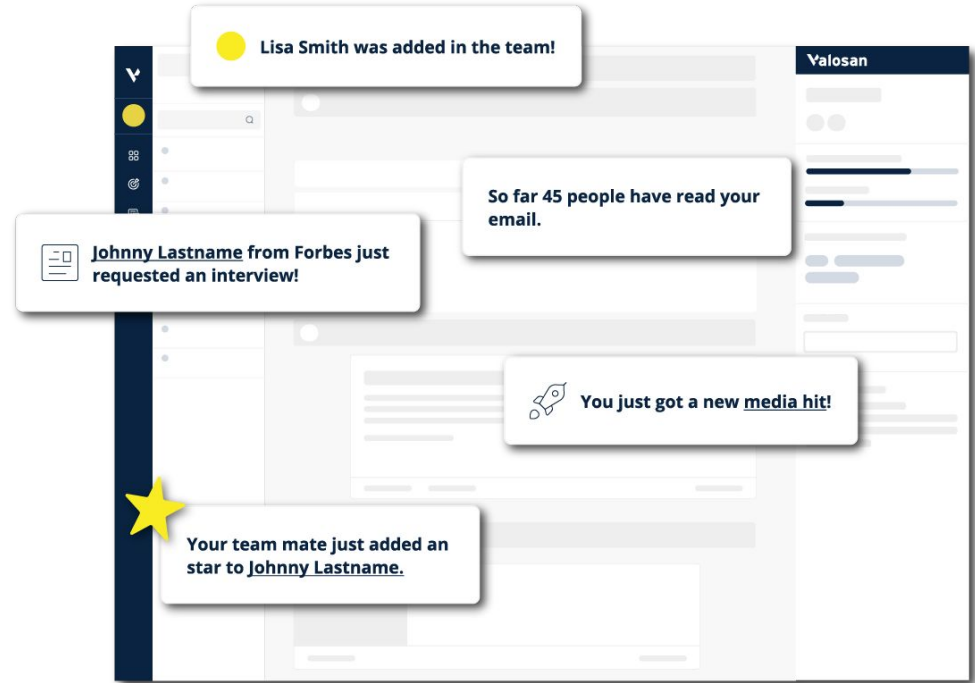 Lisa Smith was added in the team!
Valosan
So far 45 people have read your
email.
Johnny Lastname from Forbes just
requested an interview!
You just got a new media hit!
Your team mate just added an
star to Johnny Lastname.